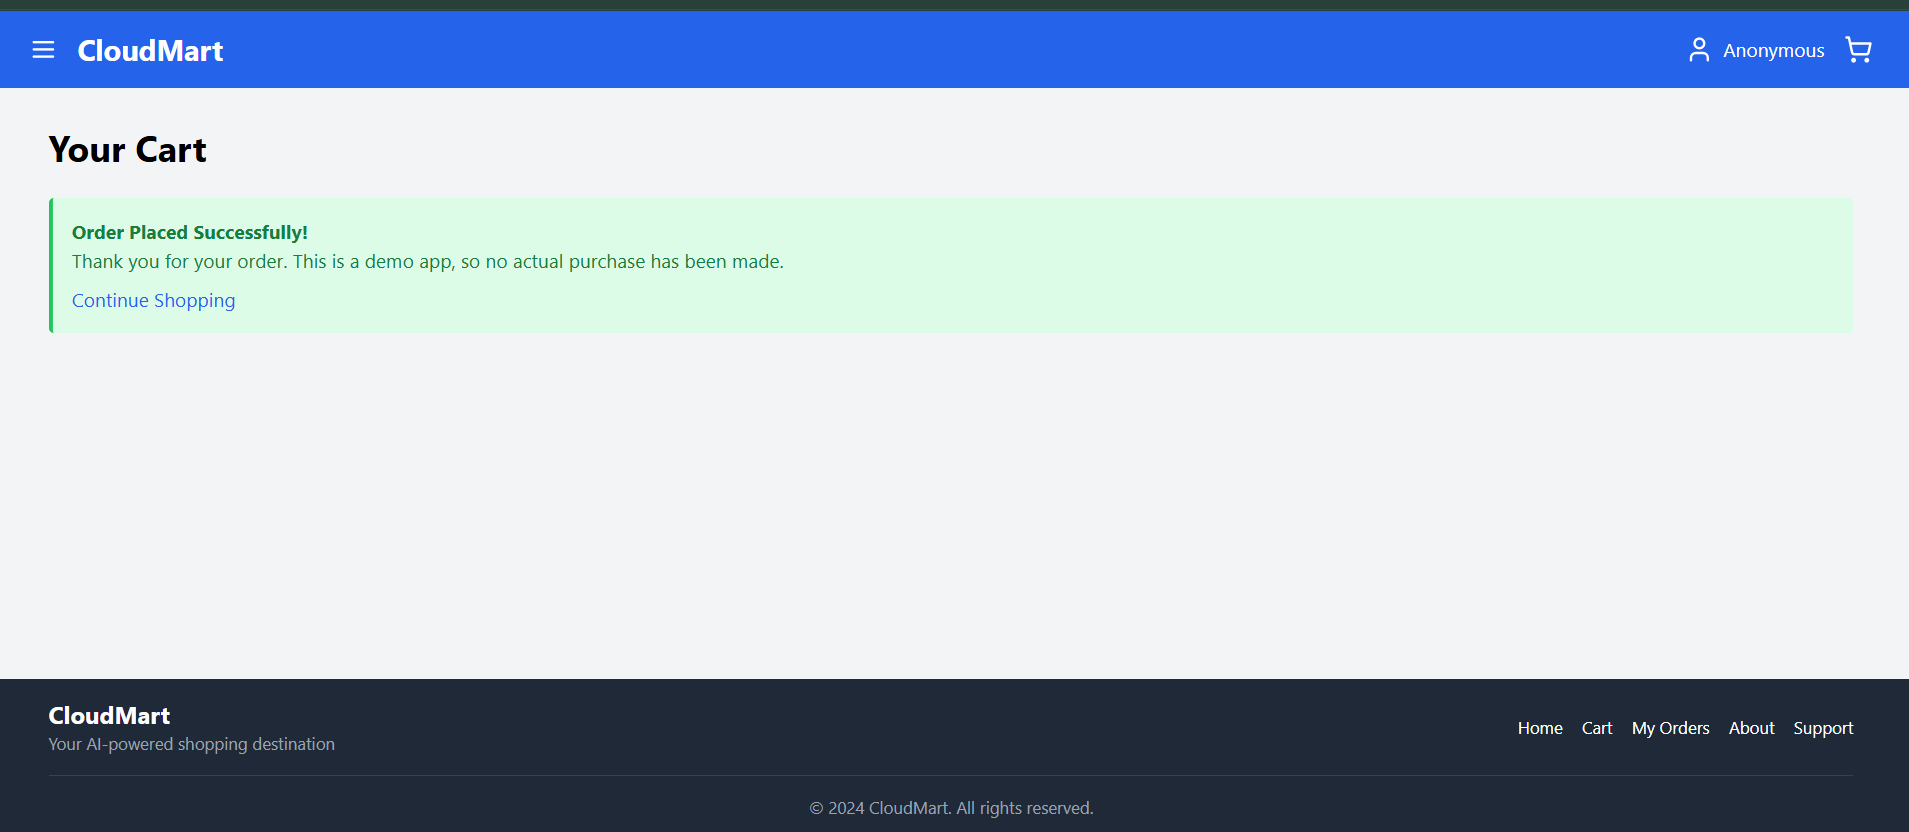 CloudMart
Anonymous
Your Cart
Order Placed Successfully!
Thank you for your order. This is a demo app, so no actual purchase has been made.
Continue Shopping
CloudMart
Your AI-powered shopping destination
Home Cart My Orders About Support
© 2024 CloudMart. All rights reserved.